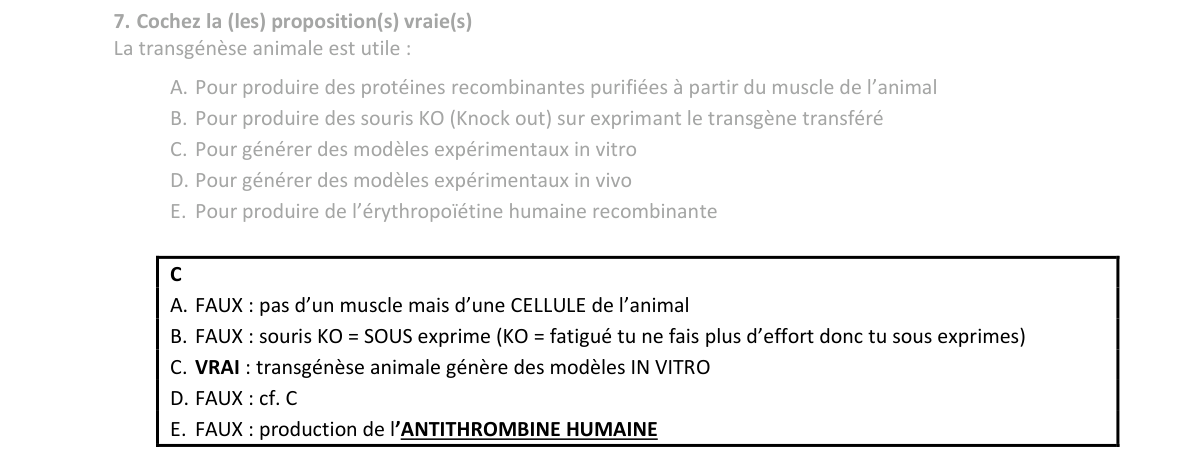 7. Cochez la (les) proposition(s) vraie(s)
La transgénèse animale est utile :
A. Pour produire des protéines recombinantes purifiées à partir du muscle de l'animal
B. Pour produire des souris KO (Knock out) sur exprimant le transgène transféré
C. Pour générer des modèles expérimentaux in vitro
D. Pour générer des modèles expérimentaux in vivo
E. Pour produire de l'érythropoïétine humaine recombinante
C
A. FAUX : pas d'un muscle mais d'une CELLULE de l'animal
B. FAUX : souris KO = SOUS exprime (KO = fatigué tu ne fais plus d'effort donc tu sous exprimes)
C. VRAI : transgénèse animale génère des modèles IN VITRO
D. FAUX : cf. C
E. FAUX : production de l'ANTITHROMBINE HUMAINE